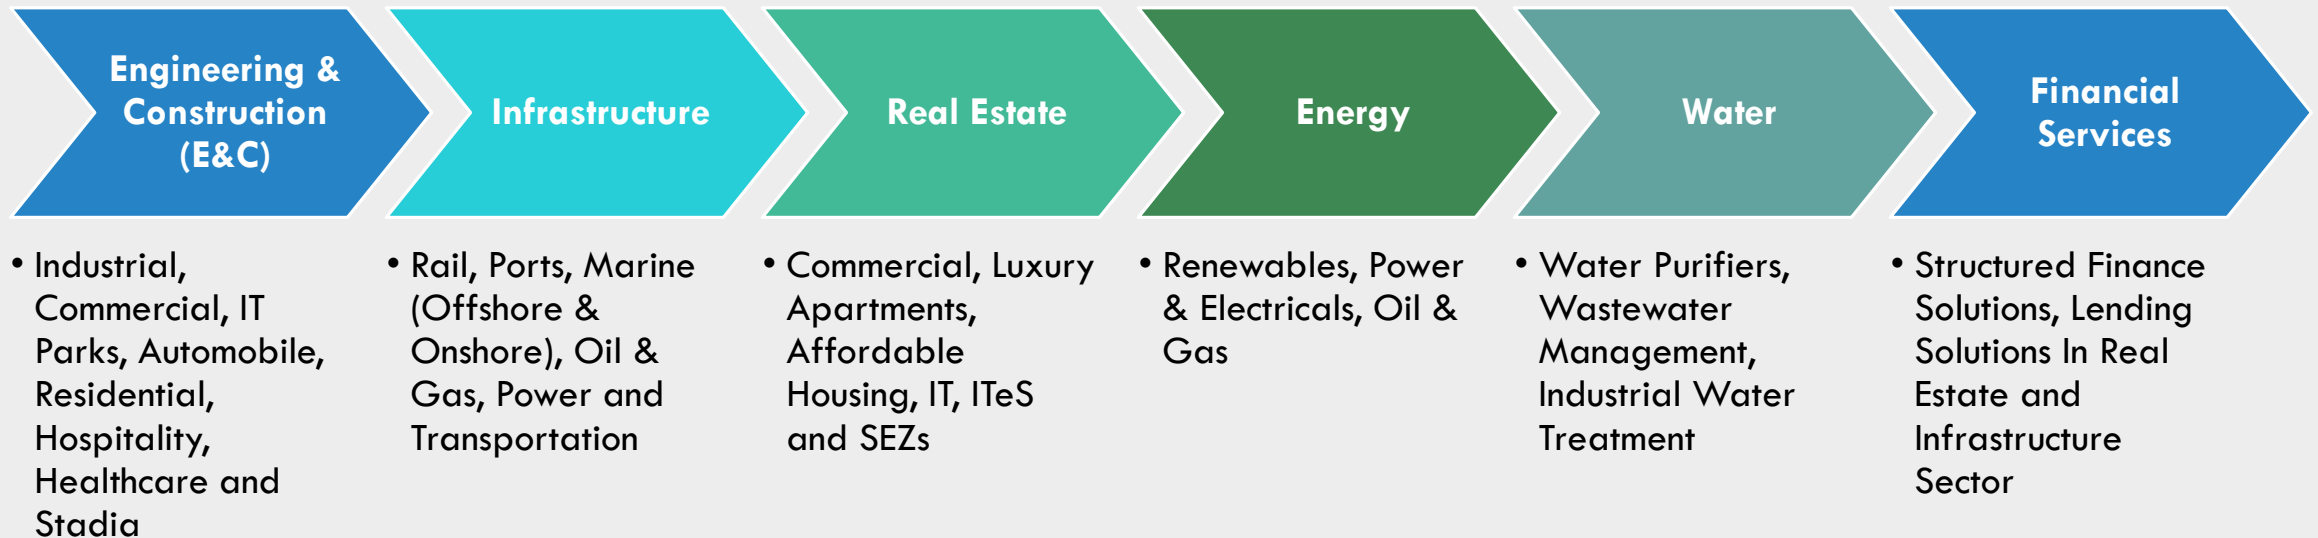 Engineering &
Construction
(E&C)
Infrastructure
Real Estate
Energy
Water
Financial
Services
• Industrial,
Commercial, IT
Parks, Automobile,
Residential,
Hospitality,
Healthcare and
Stadia
• Rail, Ports, Marine
(Offshore &
Onshore), Oil &
Gas, Power and
Transportation
• Commercial, Luxury
Apartments,
Affordable
Housing, IT, ITeS
and SEZs
• Renewables, Power
& Electricals, Oil &
Gas
• Water Purifiers,
Wastewater
Management,
Industrial Water
Treatment
• Structured Finance
Solutions, Lending
Solutions In Real
Estate and
Infrastructure
Sector